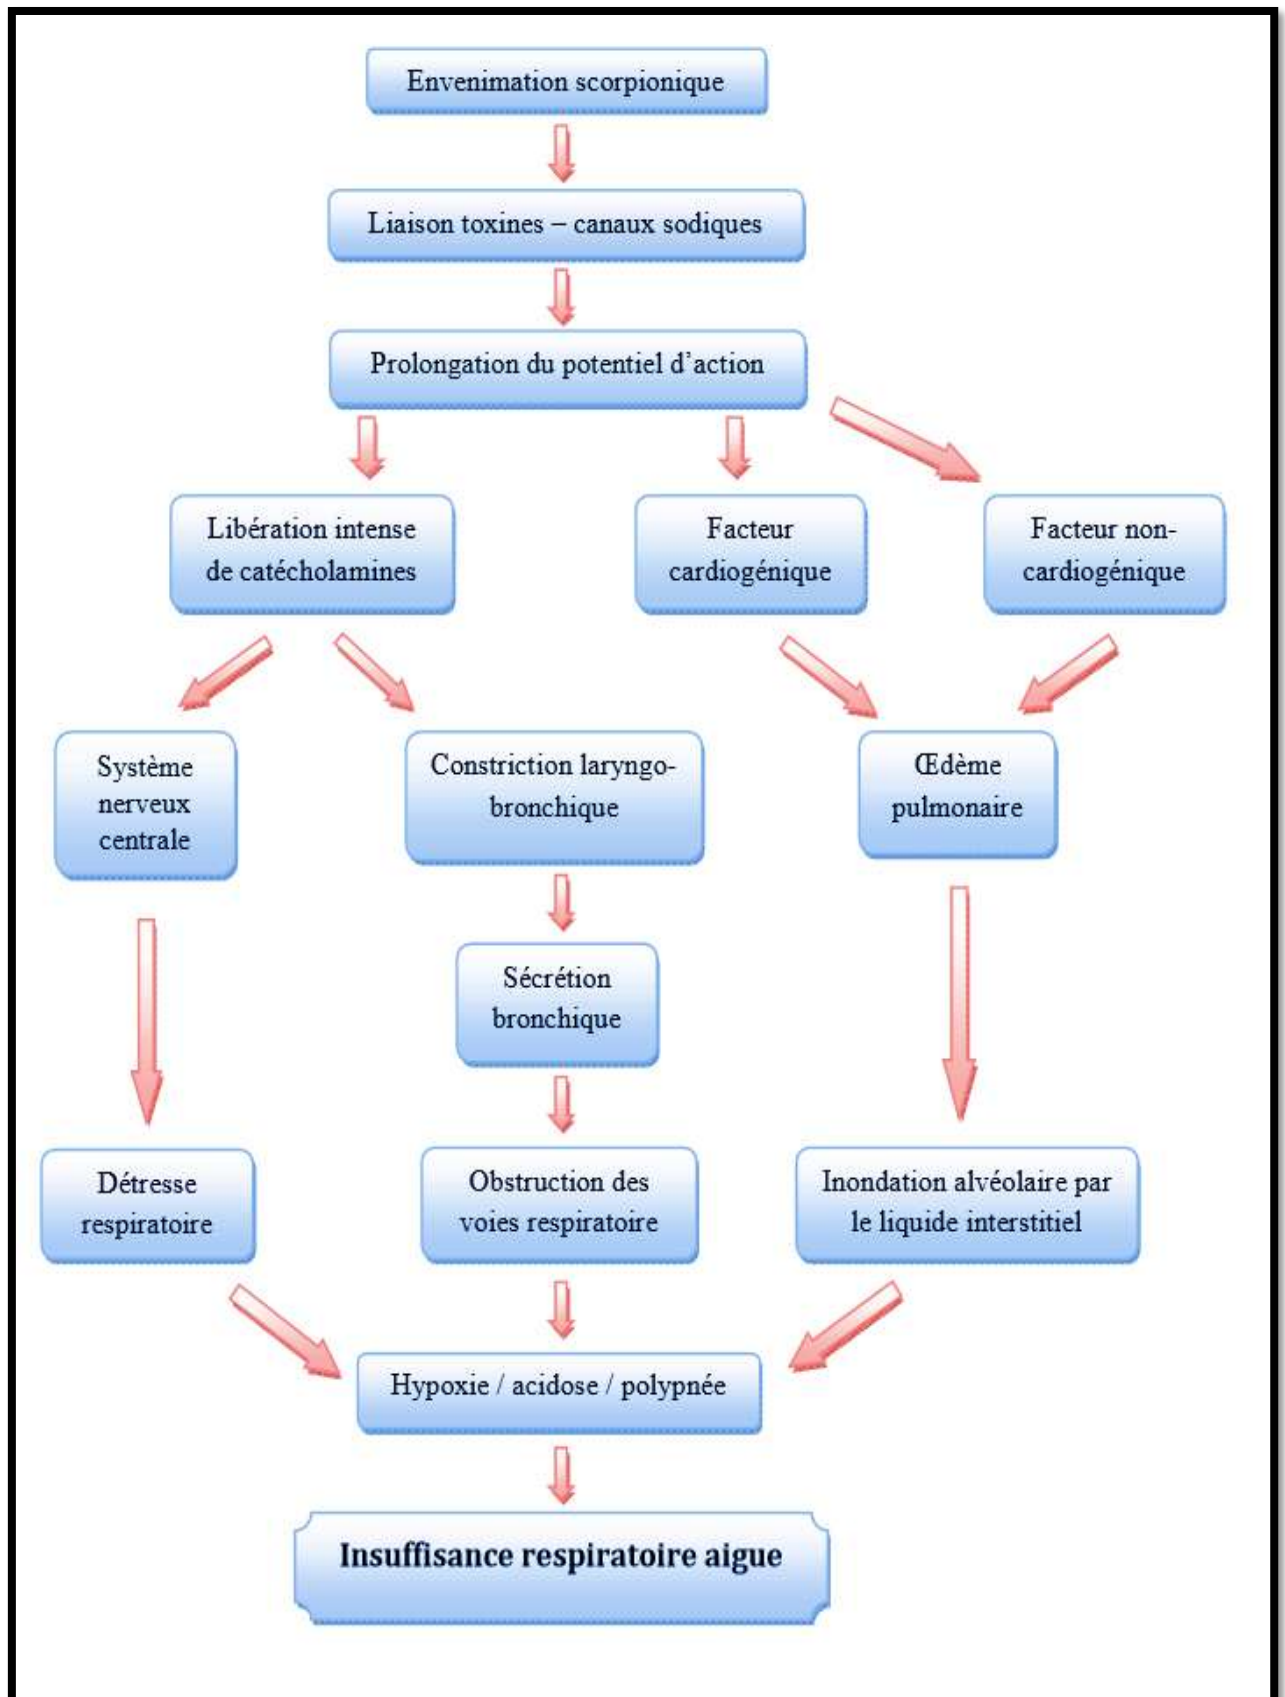 Envenimation scorpionique
Liaison toxines – canaux sodiques
Prolongation du potentiel d’action
Libération intense
de catécholamines
Facteur
cardiogénique
Facteur non-
cardiogénique
Système
nerveux
centrale
Constriction laryngo-
bronchique
Œdème
pulmonaire
Sécrétion
bronchique
Détresse
respiratoire
Obstruction des
voies respiratoire
Inondation alvéolaire par
le liquide interstitiel
Hypoxie / acidose / polypnée
Insuffisance respiratoire aigue